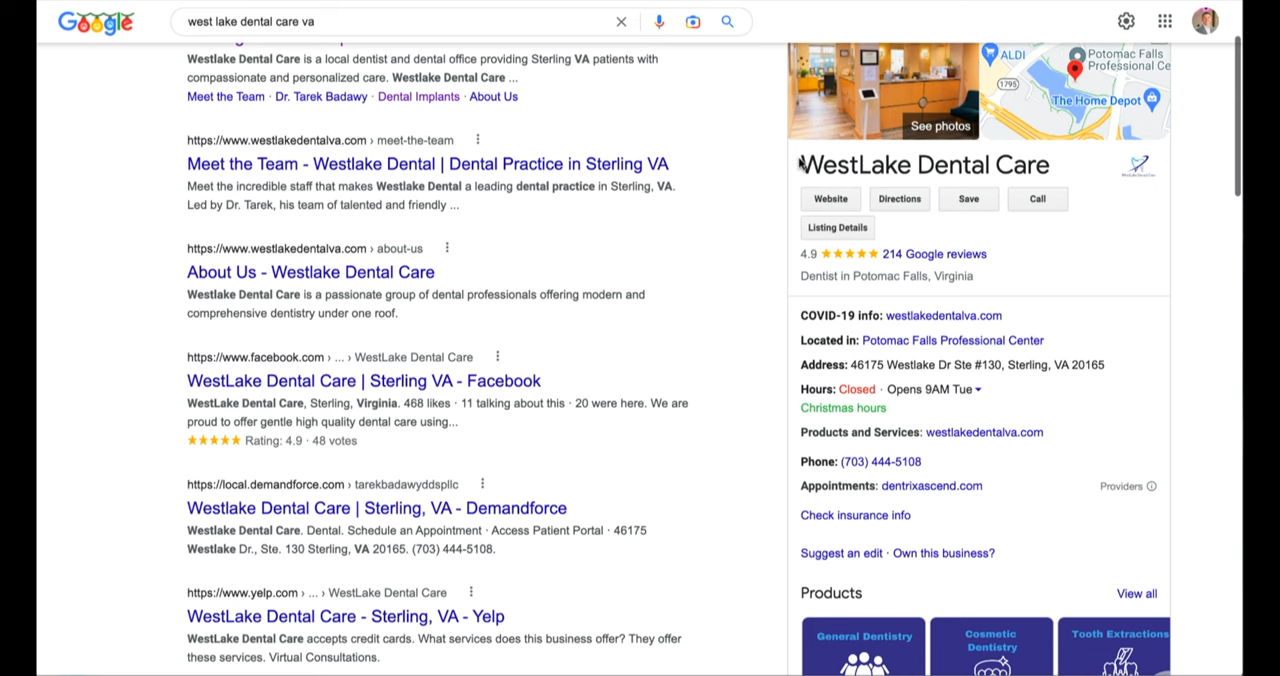 Google
west lake dental care va
Westlake Dental Care is a local dentist and dental office providing Sterling VA patients with
compassionate and personalized care. Westlake Dental Care ...
Meet the Team · Dr. Tarek Badawy · Dental Implants · About Us
https://www.westlakedentalva.com › meet-the-team
Meet the Team - Westlake Dental | Dental Practice in Sterling VA
Meet the incredible staff that makes Westlake Dental a leading dental practice in Sterling, VA.
Led by Dr. Tarek, his team of talented and friendly ...
https://www.westlakedentalva.com › about-us
About Us - Westlake Dental Care
Westlake Dental Care is a passionate group of dental professionals offering modern and
comprehensive dentistry under one roof.
https://www.facebook.com › ... › WestLake Dental Care
WestLake Dental Care | Sterling VA - Facebook
WestLake Dental Care, Sterling, Virginia. 468 likes · 11 talking about this · 20 were here. We are
proud to offer gentle high quality dental care using...
Rating: 4.9 · 48 votes
https://local.demandforce.com › tarekbadawyddspllc
Westlake Dental Care | Sterling, VA - Demandforce
Westlake Dental Care. Dental. Schedule an Appointment · Access Patient Portal · 46175
Westlake Dr., Ste. 130 Sterling, VA 20165. (703) 444-5108.
https://www.yelp.com › ... › WestLake Dental Care
WestLake Dental Care - Sterling, VA - Yelp
WestLake Dental Care accepts credit cards. What services does this business offer? They offer
these services. Virtual Consultations.
See photos
ALDI
Potomac Falls
Professional Ce
1795
The Home Depot
WestLake Dental Care
Website
Directions
Save
Call
Listing Details
4.9 214 Google reviews
Dentist in Potomac Falls, Virginia
COVID-19 info: westlakedentalva.com
Located in: Potomac Falls Professional Center
Address: 46175 Westlake Dr Ste #130, Sterling, VA 20165
Hours: Closed · Opens 9AM Tue
Christmas hours
Products and Services: westlakedentalva.com
Phone: (703) 444-5108
Appointments: dentrixascend.com
Providers
Check insurance info
Suggest an edit · Own this business?
Products
View all
General Dentistry
Cosmetic
Dentistry
Tooth Extractions